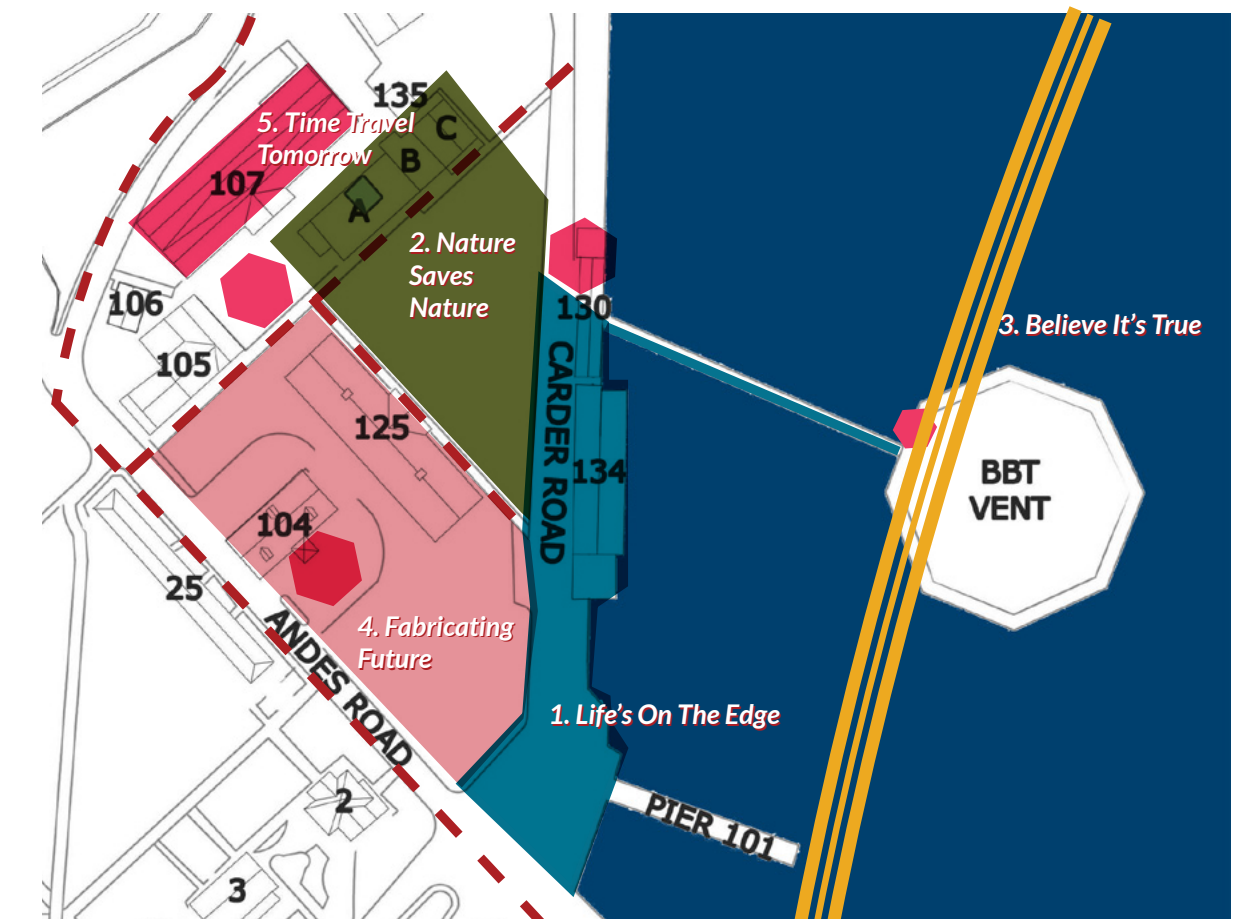 135
C
5. Time Travel
Tomorrow
B
107
A
2. Nature
Saves
Nature
106
130
3. Believe It’s True
105
CARDER ROAD
125
134
BBT
VENT
104
25
4. Fabricating
Future
ANDES ROAD
1. Life’s On The Edge
2
PIER 101
3